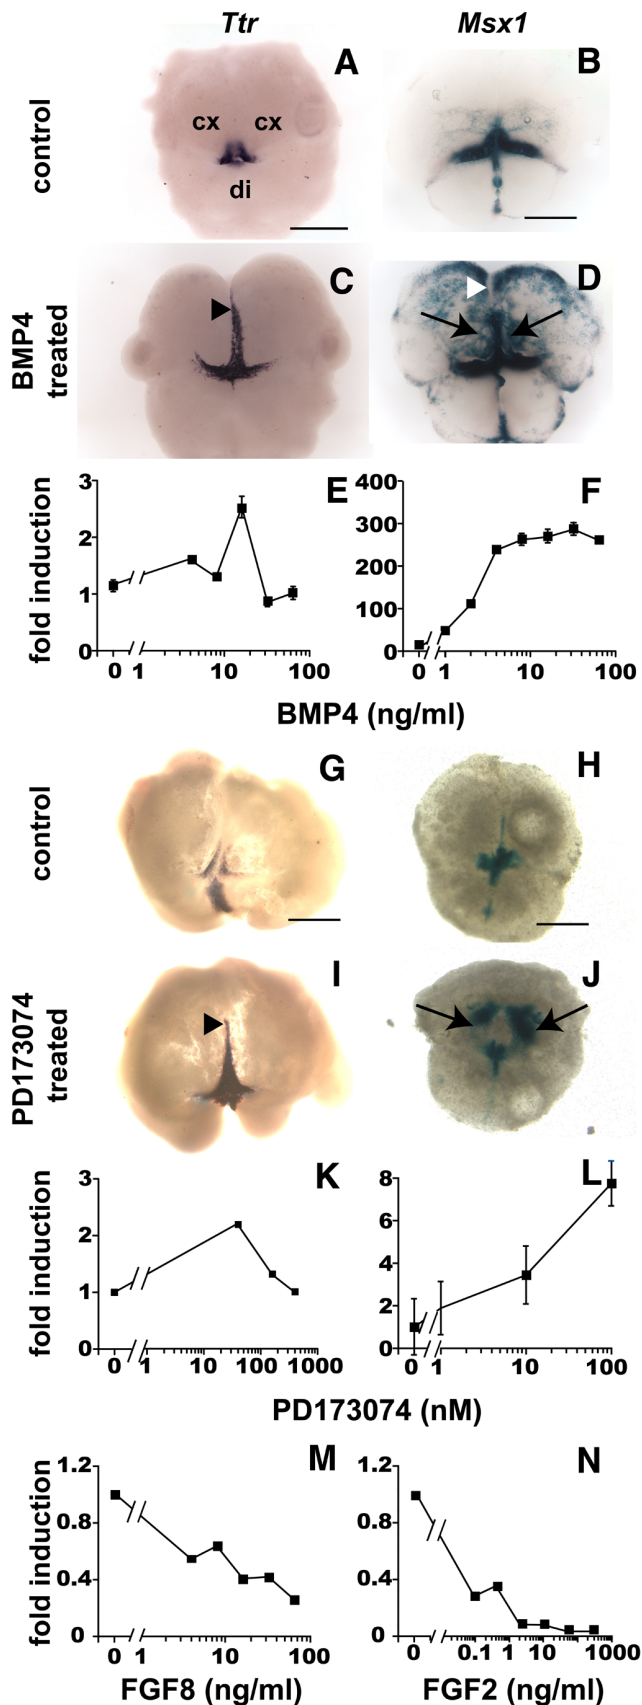 Ttr Msx1
control
A
B
cx cx
di
BMP4 treated
C
D
fold induction
3
2
1
0
E
0 1 10 100
400
300
200
100
0
F
0 1 10 100
BMP4 (ng/ml)
control
G
H
PD173074 treated
I
J
fold induction
3
2
1
0
K
0 1 10 100 1000
8
6
4
2
0
L
0 1 10 100
PD173074 (nM)
fold induction
1.2
0.8
0.4
0
M
0 1 10 100
FGF8 (ng/ml)
1.2
0.8
0.4
0
N
0 0.1 1 10 1000
FGF2 (ng/ml)